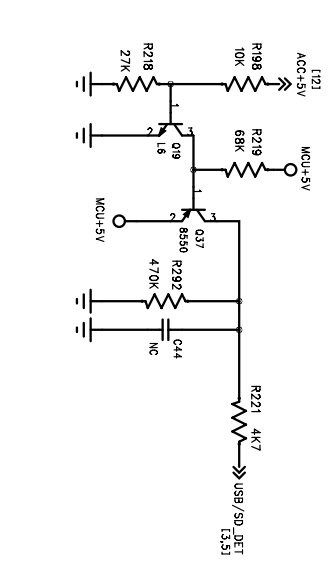 [12]
ACC+5V
R198
10K
R218
27K
1
2
3
Q19
L6
R219
68K
MCU+5V
1
2
3
Q37
8550
MCU+5V
R292
470K
C44
NC
R221
4K7
USB/SD_DET
[3,5]